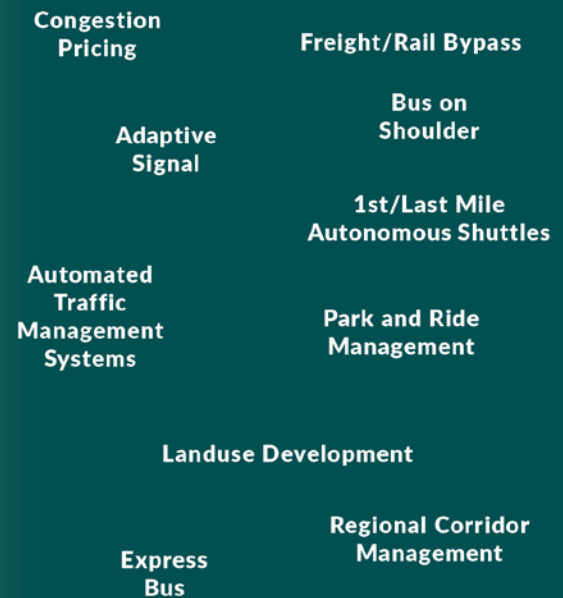 Congestion
Pricing
Freight/Rail Bypass
Bus on
Shoulder
Adaptive
Signal
1st/Last Mile
Autonomous Shuttles
Automated
Traffic
Management
Systems
Park and Ride
Management
Landuse Development
Regional Corridor
Management
Express
Bus